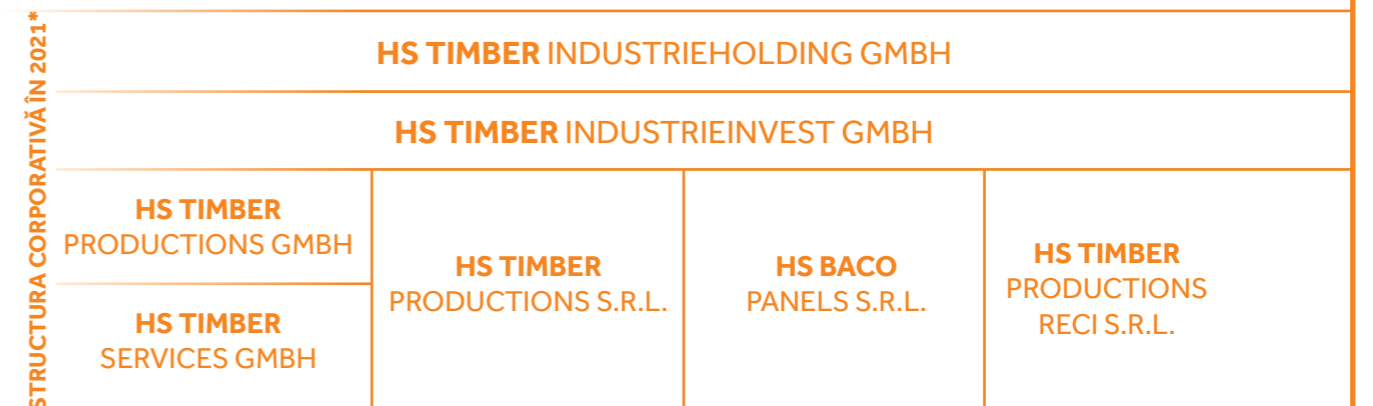 STRUCTURA CORPORATIVĂ ÎN 2021*
HS TIMBER INDUSTRIEHOLDING GMBH
HS TIMBER INDUSTRIEINVEST GMBH
HS TIMBER
PRODUCTIONS GMBH
HS TIMBER
SERVICES GMBH
HS TIMBER
PRODUCTIONS S.R.L.
HS BACO
PANELS S.R.L.
HS TIMBER
PRODUCTIONS
RECI S.R.L.